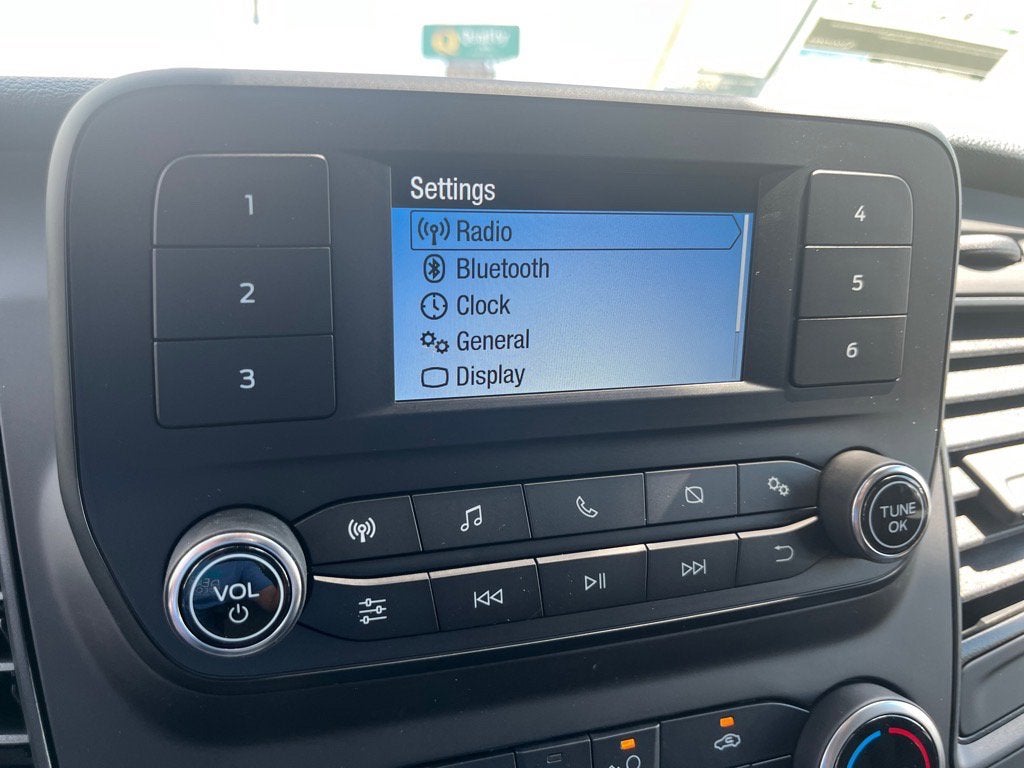 Settings
Radio
Bluetooth
Clock
General
Display
1
2
3
4
5
6
VOL
TUNE
OK